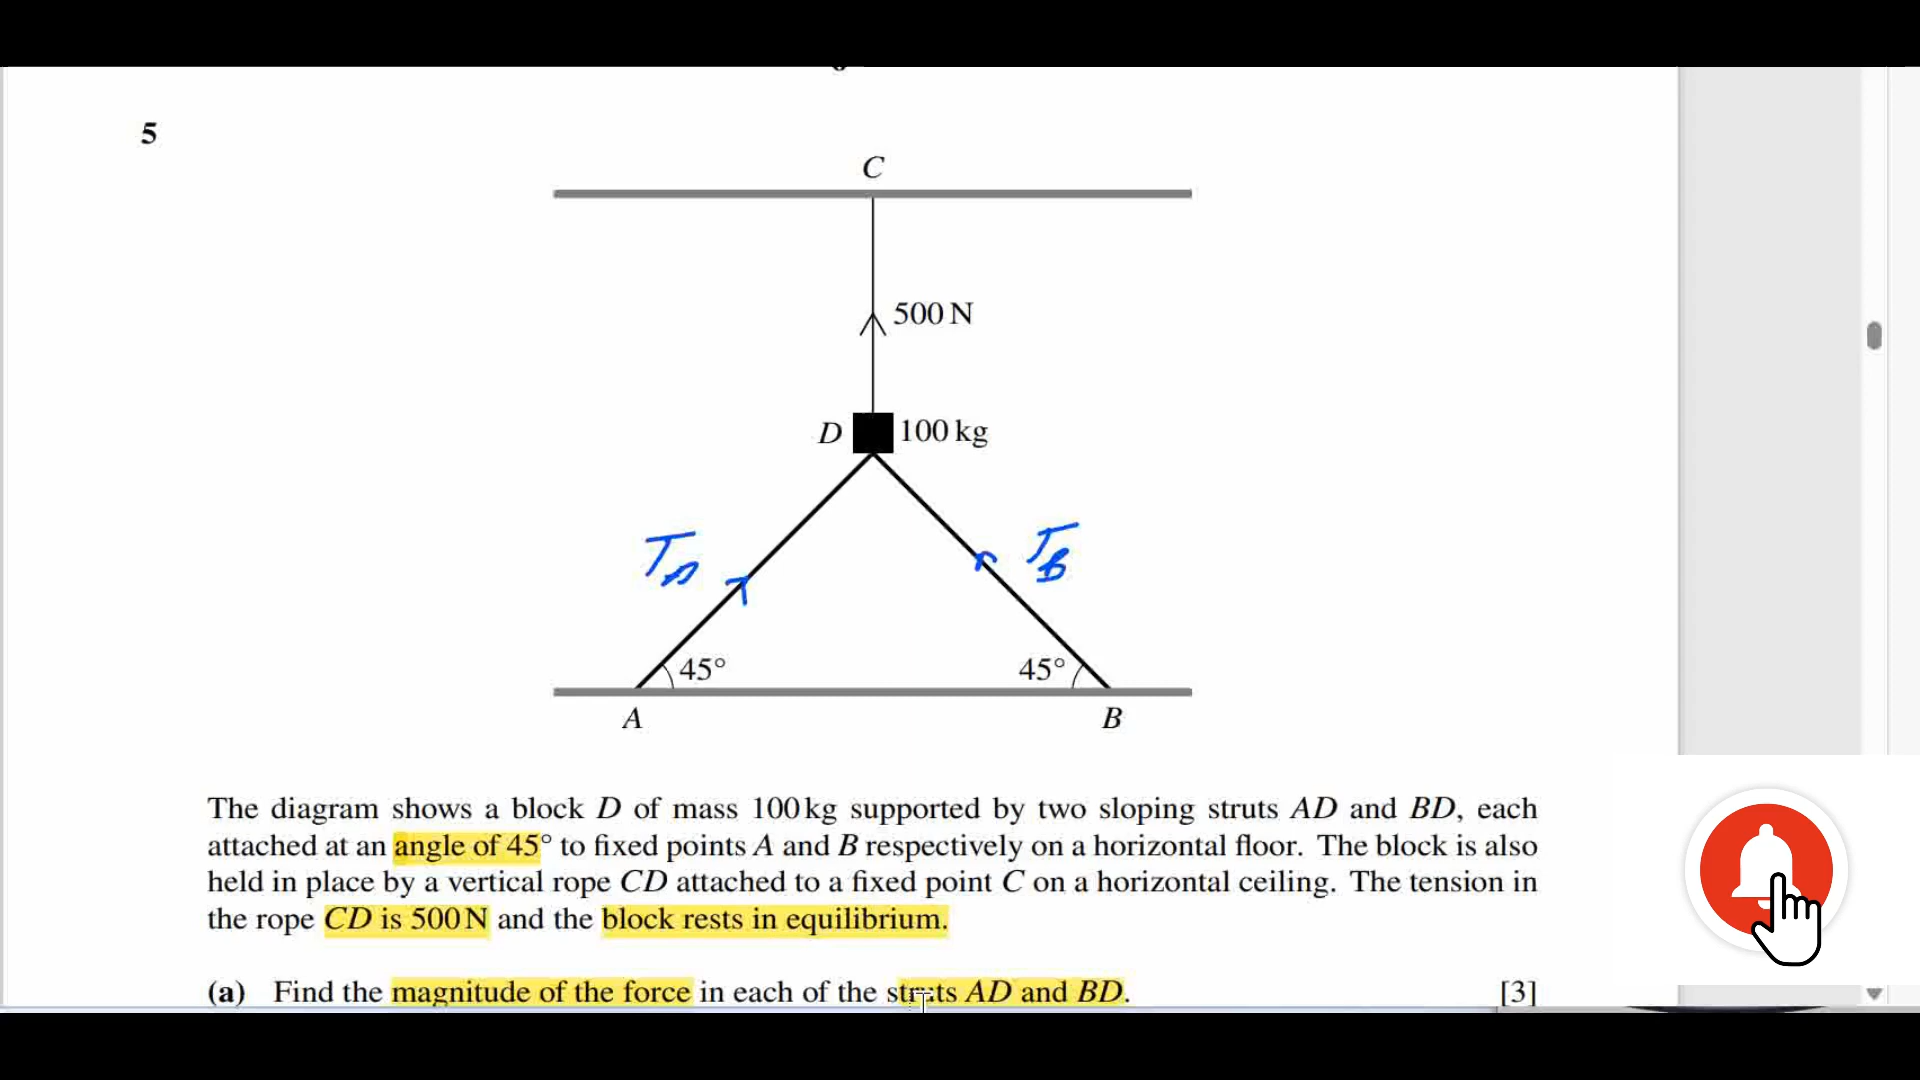 5
C
500 N
D
100 kg
T_A
T_B
45°
45°
A
B
The diagram shows a block D of mass 100 kg supported by two sloping struts AD and BD, each
attached at an angle of 45° to fixed points A and B respectively on a horizontal floor. The block is also
held in place by a vertical rope CD attached to a fixed point C on a horizontal ceiling. The tension in
the rope CD is 500 N and the block rests in equilibrium.
(a) Find the magnitude of the force in each of the struts AD and BD. [3]